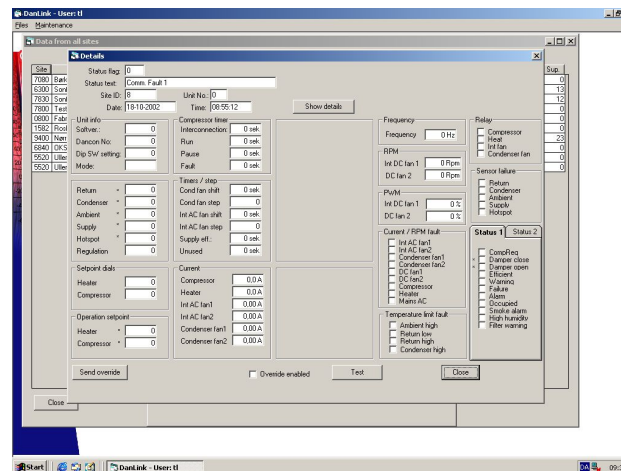 DanLink - User: tl
Files Maintenance
Data from all sites
Details
Site
Sup.
7080
0
6300
13
7830
12
7800 Test
0
0800
0
1582
0
9400
23
6840 OKS
0
5520
0
5520
0
Status flag: 0
Status text: Comm. Fault 1
Site ID: 8 Unit No.: 0
Date: 18-10-2002 Time: 08:55:12
Show details
Unit info
Softver.: 0
Dancon No: 0
Dip SW setting: 0
Mode: 0
Compressor timer
Interconnection: 0 sek.
Run 0 sek.
Pause 0 sek.
Fault 0 sek.
Return * 0
Condenser * 0
Ambient * 0
Supply * 0
Hotspot * 0
Regulation 0
Timers / step
Cond fan shift 0 sek.
Cond fan step 0
Int AC fan shift 0 sek.
Int AC fan step 0
Supply eff.: 0 sek.
Unused 0 sek.
Setpoint dials
Heater 0
Compressor 0
Operation setpoint
Heater * 0
Compressor * 0
Current
Compressor 0,0 A
Heater 0,0 A
Int AC fan1 0,00 A
Int AC fan2 0,00 A
Condenser fan1 0,00 A
Condenser fan2 0,00 A
Frequency
Frequency 0 Hz
RPM
Int DC fan 1 0 Rpm
DC fan 2 0 Rpm
PWM
Int DC fan 1 0 %
DC fan 2 0 %
Current / RPM fault
Int AC fan1
Int AC fan2
Condenser fan1
Condenser fan2
DC fan1
DC fan2
Compressor
Heater
Mains AC
Temperature limit fault
Ambient high
Return low
Return high
Condenser high
Relay
Compressor
Heat
Int fan
Condenser fan
Sensor failure
Return
Condenser
Ambient
Supply
Hotspot
Status 1 Status 2
CompReq
* Damper close
* Damper open
Efficient
Warning
Failure
Alarm
Occupied
Smoke alarm
High humidity
Filter warning
Send override
Override enabled
Test
Close
Close
Start
DanLink - User: tl
DA